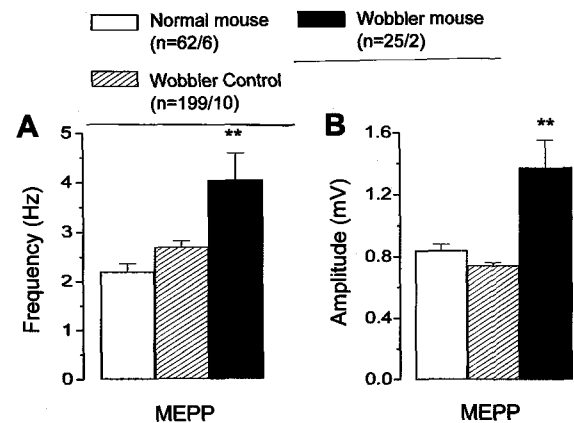 Normal mouse
(n=62/6)
Wobbler mouse
(n=25/2)
Wobbler Control
(n=199/10)
A
**
5
4
3
2
1
0
Frequency (Hz)
MEPP
B
**
1.6
1.2
0.8
0.4
0.0
Amplitude (mV)
MEPP